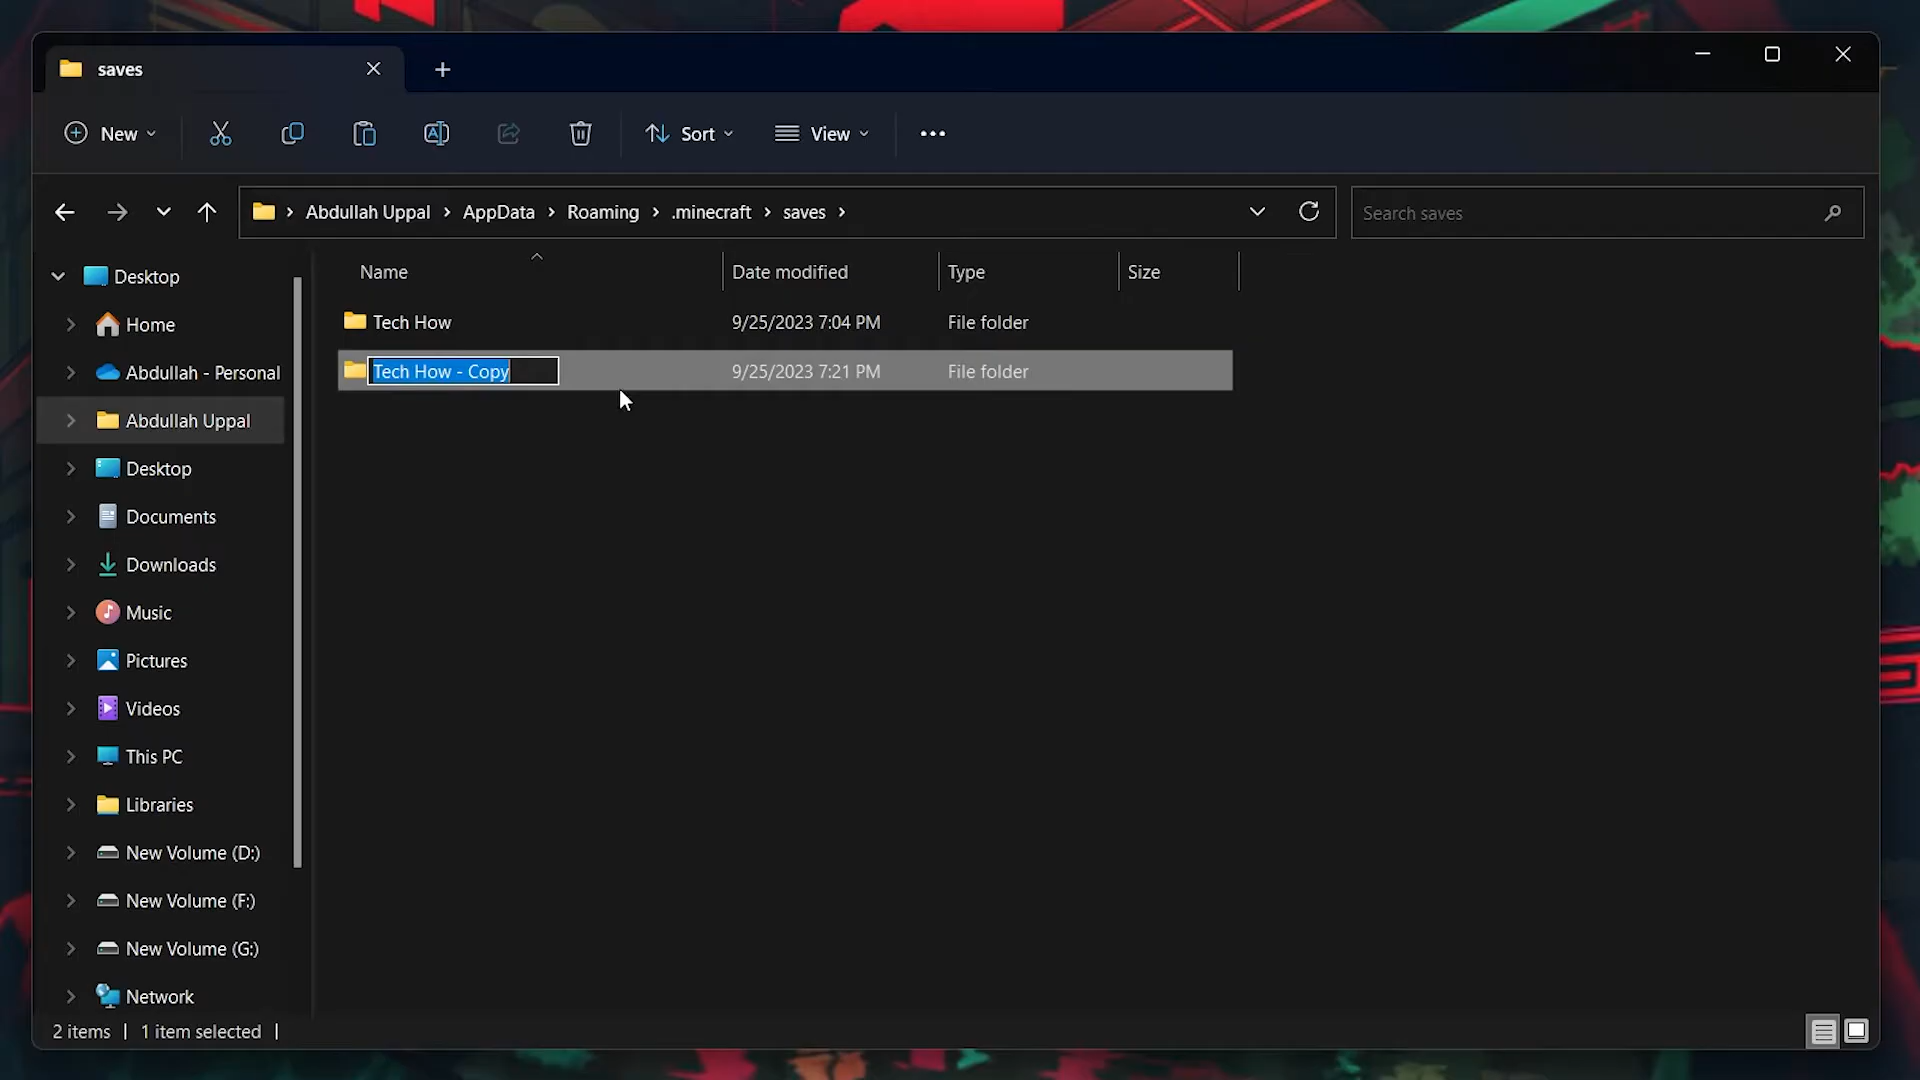 saves
New
Sort
View
Abdullah Uppal
AppData
Roaming
.minecraft
saves
Search saves
Desktop
Home
Abdullah - Personal
Abdullah Uppal
Desktop
Documents
Downloads
Music
Pictures
Videos
This PC
Libraries
New Volume (D:)
New Volume (F:)
New Volume (G:)
Network
Name Date modified Type Size
Tech How 9/25/2023 7:04 PM File folder
Tech How - Copy 9/25/2023 7:21 PM File folder
2 items | 1 item selected |